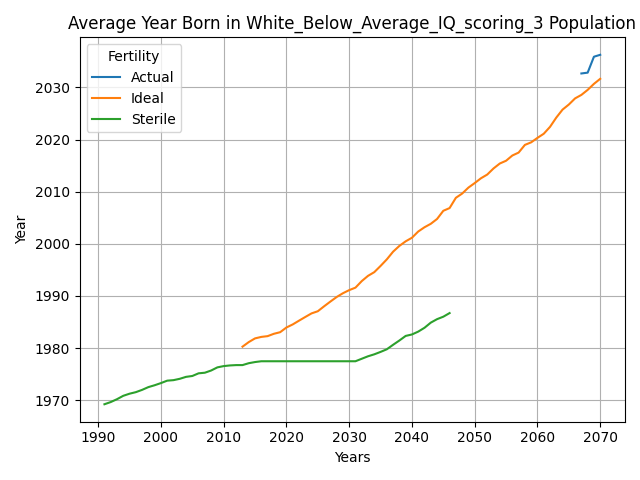 Average Year Born in White_Below_Average_IQ_scoring_3 Population
Fertility
Actual
Ideal
Sterile
Year
2030
2020
2010
2000
1990
1980
1970
1990 2000 2010 2020 2030 2040 2050 2060 2070
Years